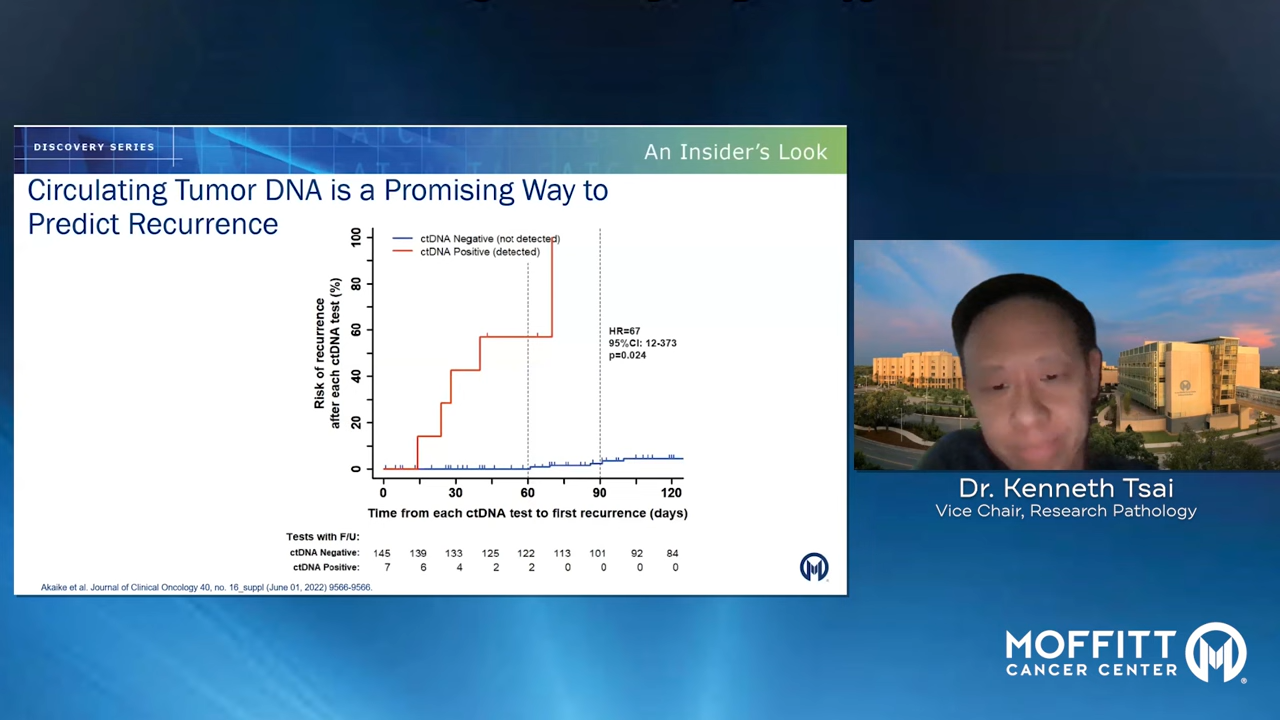 DISCOVERY SERIES
An Insider's Look
Circulating Tumor DNA is a Promising Way to
Predict Recurrence
ctDNA Negative (not detected)
ctDNA Positive (detected)
Risk of recurrence
after each ctDNA test (%)
100
80
60
40
20
0
HR=67
95%CI: 12-373
p=0.024
0 30 60 90 120
Time from each ctDNA test to first recurrence (days)
Tests with F/U:
ctDNA Negative: 145 139 133 125 122 113 101 92 84
ctDNA Positive: 7 6 4 2 2 0 0 0 0
Akaike et al. Journal of Clinical Oncology 40, no. 16_suppl (June 01, 2022) 9566-9566.
Dr. Kenneth Tsai
Vice Chair, Research Pathology
MOFFITT
CANCER CENTER